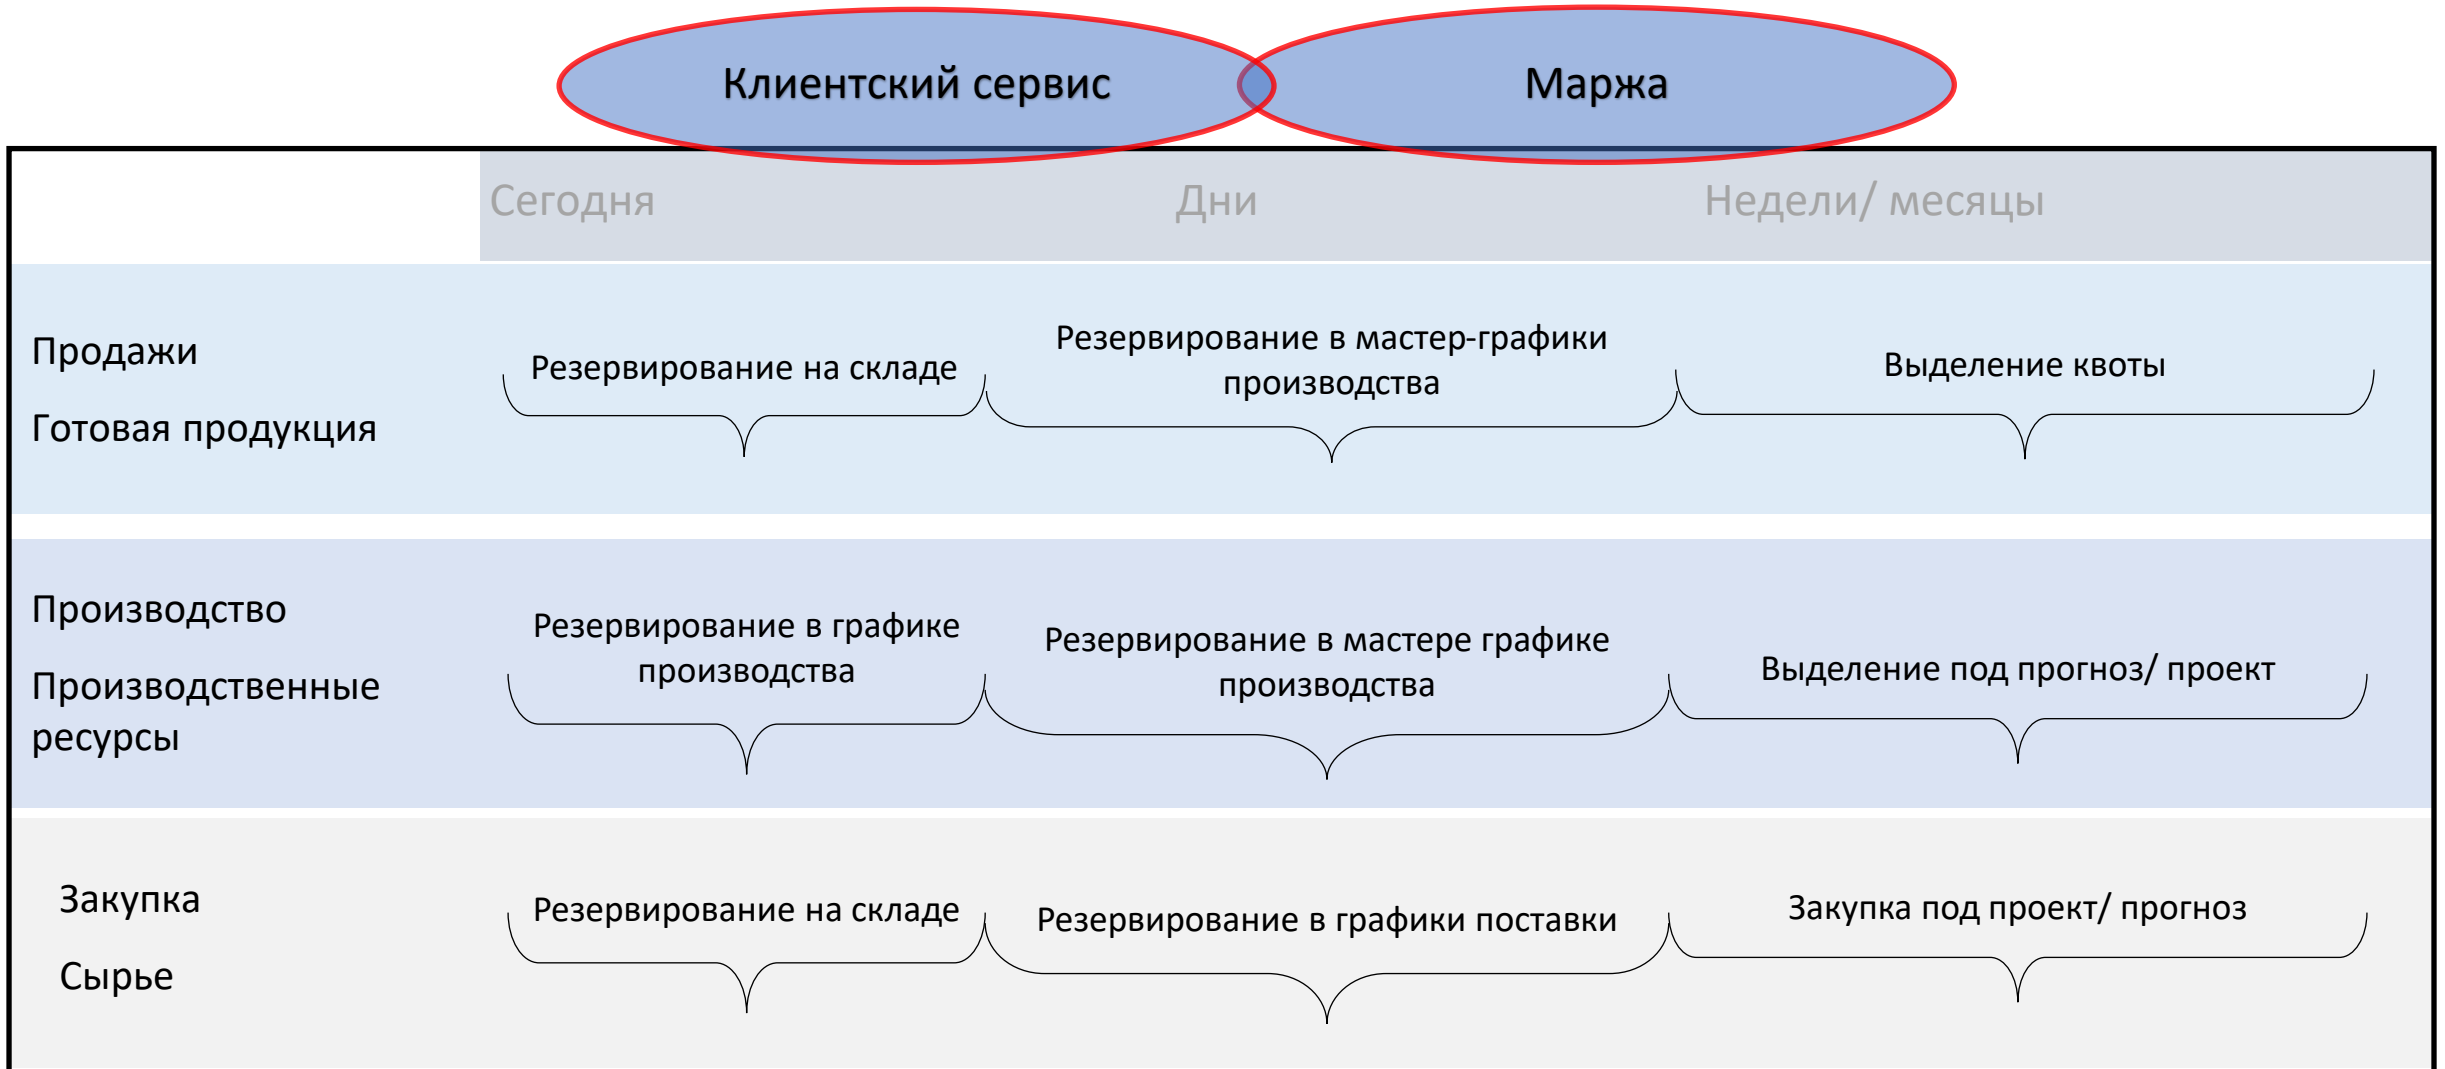 Клиентский сервис
Маржа
Сегодня
Дни
Недели/ месяцы
Продажи
Готовая продукция
Резервирование на складе
Резервирование в мастер-графики
производства
Выделение квоты
Производство
Производственные
ресурсы
Резервирование в графике
производства
Резервирование в мастере графике
производства
Выделение под прогноз/ проект
Закупка
Сырье
Резервирование на складе
Резервирование в графики поставки
Закупка под проект/ прогноз